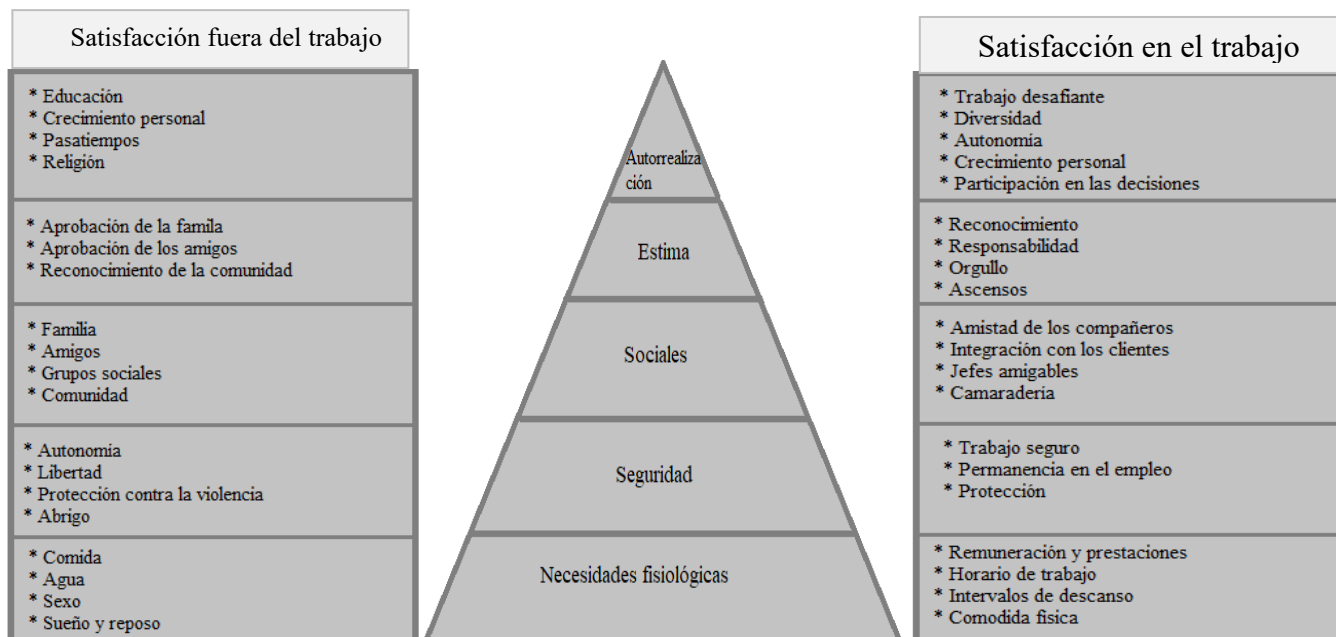 Satisfacción fuera del trabajo
* Educación
* Crecimiento personal
* Pasatiempos
* Religión
* Aprobación de la famila
* Aprobación de los amigos
* Reconocimiento de la comunidad
* Familia
* Amigos
* Grupos sociales
* Comunidad
* Autonomía
* Libertad
* Protección contra la violencia
* Abrigo
* Comida
* Agua
* Sexo
* Sueño y reposo
Autorrealiza
ción
Estima
Sociales
Seguridad
Necesidades fisiológicas
Satisfacción en el trabajo
* Trabajo desafiante
* Diversidad
* Autonomía
* Crecimiento personal
* Participación en las decisiones
* Reconocimiento
* Responsabilidad
* Orgullo
* Ascensos
* Amistad de los compañeros
* Integración con los clientes
* Jefes amigables
* Camaradería
* Trabajo seguro
* Permanencia en el empleo
* Protección
* Remuneración y prestaciones
* Horario de trabajo
* Intervalos de descanso
* Comodida física